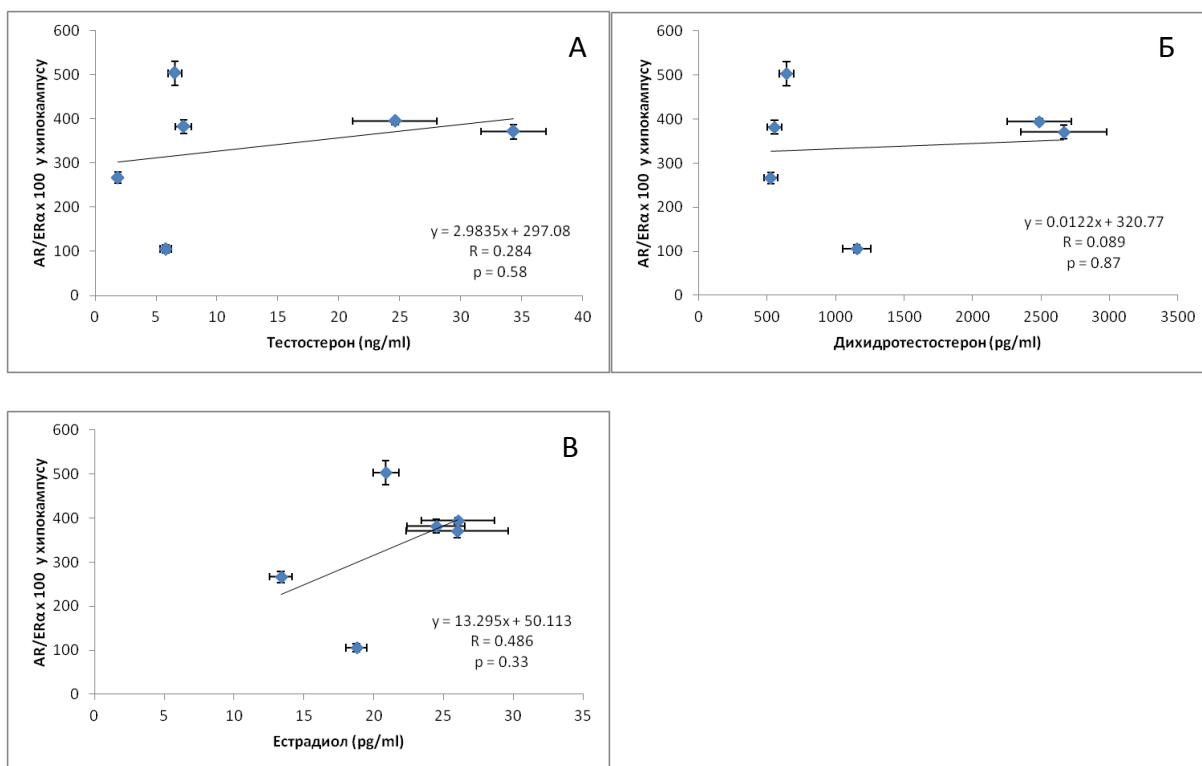 А
AR/ERα x 100 у хипокампусу
600
500
400
300
200
100
0
y = 2.9835x + 297.08
R = 0.284
p = 0.58
0 5 10 15 20 25 30 35 40
Тестостерон (ng/ml)
Б
AR/ERα x 100 у хипокампусу
600
500
400
300
200
100
0
y = 0.0122x + 320.77
R = 0.089
p = 0.87
0 500 1000 1500 2000 2500 3000 3500
Дихидротестостерон (pg/ml)
В
AR/ERα x 100 у хипокампусу
600
500
400
300
200
100
0
y = 13.295x + 50.113
R = 0.486
p = 0.33
0 5 10 15 20 25 30 35
Естрадиол (pg/ml)